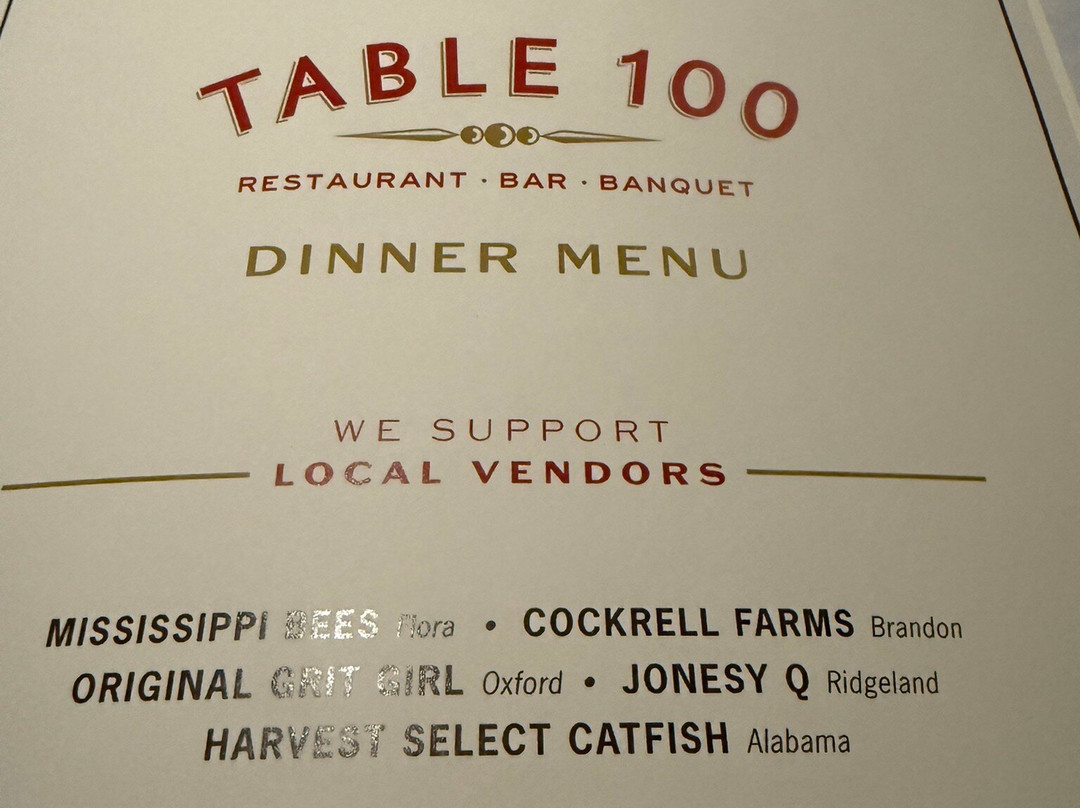 TABLE 100
RESTAURANT · BAR · BANQUET
DINNER MENU
WE SUPPORT
LOCAL VENDORS
MISSISSIPPI BEES Flora • COCKRELL FARMS Brandon
ORIGINAL GRIT GIRL Oxford • JONESY Q Ridgeland
HARVEST SELECT CATFISH Alabama